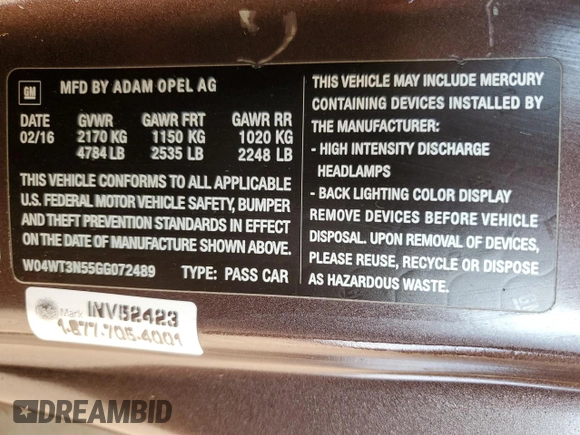 GM
MFD BY ADAM OPEL AG
DATE GVWR GAWR FRT GAWR RR
02/16 2170 KG 1150 KG 1020 KG
4784 LB 2535 LB 2248 LB
THIS VEHICLE CONFORMS TO ALL APPLICABLE
U.S. FEDERAL MOTOR VEHICLE SAFETY, BUMPER
AND THEFT PREVENTION STANDARDS IN EFFECT
ON THE DATE OF MANUFACTURE SHOWN ABOVE.
W04WT3N55GG072489 TYPE: PASS CAR
THIS VEHICLE MAY INCLUDE MERCURY
CONTAINING DEVICES INSTALLED BY
THE MANUFACTURER:
- HIGH INTENSITY DISCHARGE
HEADLAMPS
- BACK LIGHTING COLOR DISPLAY
REMOVE DEVICES BEFORE VEHICLE
DISPOSAL. UPON REMOVAL OF DEVICES,
PLEASE REUSE, RECYCLE OR DISPOSE
AS HAZARDOUS WASTE.
Mark INV52423
1-877-705-4001
DREAMBID